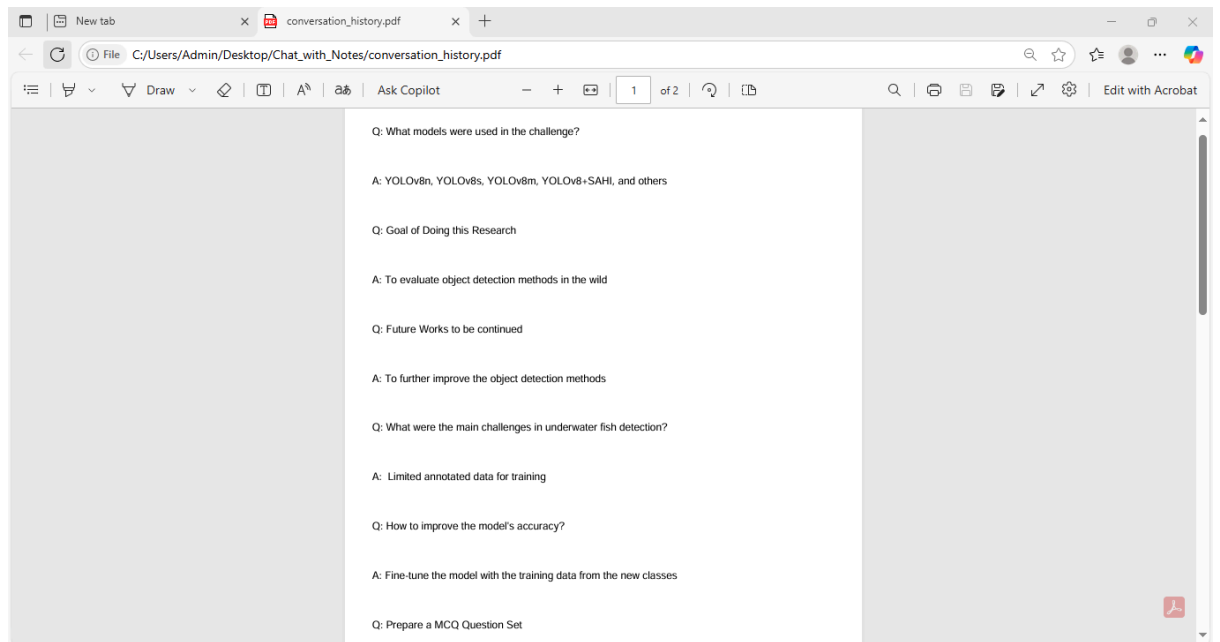 New tab
conversation_history.pdf
File C:/Users/Admin/Desktop/Chat_with_Notes/conversation_history.pdf
Draw
Ask Copilot
1 of 2
Edit with Acrobat
Q: What models were used in the challenge?
A: YOLOv8n, YOLOv8s, YOLOv8m, YOLOv8+SAHI, and others
Q: Goal of Doing this Research
A: To evaluate object detection methods in the wild
Q: Future Works to be continued
A: To further improve the object detection methods
Q: What were the main challenges in underwater fish detection?
A: Limited annotated data for training
Q: How to improve the model's accuracy?
A: Fine-tune the model with the training data from the new classes
Q: Prepare a MCQ Question Set